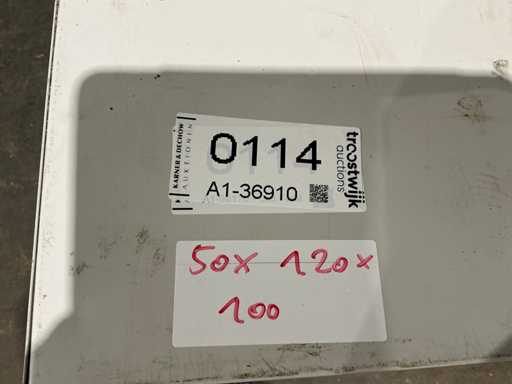 KARNER & DECHOW
AUKTIONEN
0114
A1-36910
troostwijk
auctions
50x 120x
100